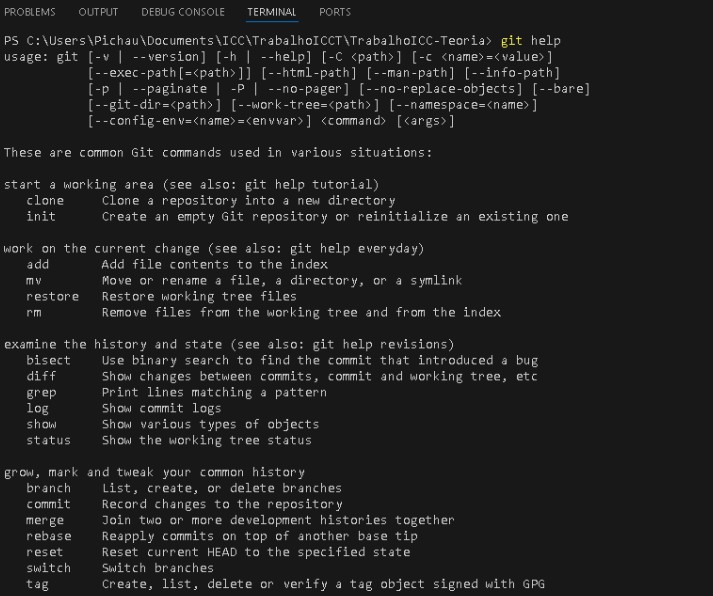 PROBLEMS OUTPUT DEBUG CONSOLE TERMINAL PORTS
PS C:\Users\Pichau\Documents\ICC\TrabalhoICCT\TrabalhoICC-Teoria> git help
usage: git [-v | --version] [-h | --help] [-C <path>] [-c <name>=<value>]
           [--exec-path[=<path>]] [--html-path] [--man-path] [--info-path]
           [-p | --paginate | -P | --no-pager] [--no-replace-objects] [--bare]
           [--git-dir=<path>] [--work-tree=<path>] [--namespace=<name>]
           [--config-env=<name>=<envvar>] <command> [<args>]
These are common Git commands used in various situations:
start a working area (see also: git help tutorial)
   clone     Clone a repository into a new directory
   init      Create an empty Git repository or reinitialize an existing one
work on the current change (see also: git help everyday)
   add       Add file contents to the index
   mv        Move or rename a file, a directory, or a symlink
   restore   Restore working tree files
   rm        Remove files from the working tree and from the index
examine the history and state (see also: git help revisions)
   bisect    Use binary search to find the commit that introduced a bug
   diff      Show changes between commits, commit and working tree, etc
   grep      Print lines matching a pattern
   log       Show commit logs
   show      Show various types of objects
   status    Show the working tree status
grow, mark and tweak your common history
   branch    List, create, or delete branches
   commit    Record changes to the repository
   merge     Join two or more development histories together
   rebase    Reapply commits on top of another base tip
   reset     Reset current HEAD to the specified state
   switch    Switch branches
   tag       Create, list, delete or verify a tag object signed with GPG